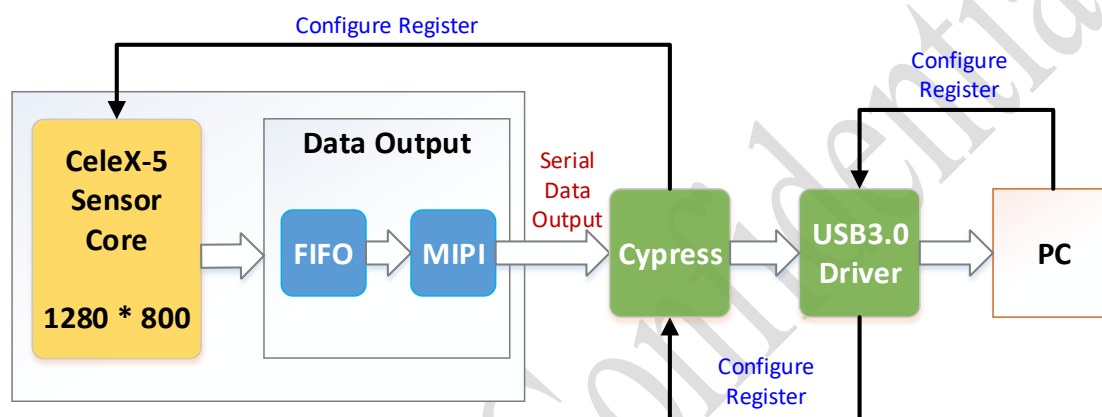 Configure Register
Configure
Register
CeleX-5
Sensor
Core
1280 * 800
Data Output
FIFO
MIPI
Serial
Data
Output
Cypress
USB3.0
Driver
PC
Configure
Register
Confidential